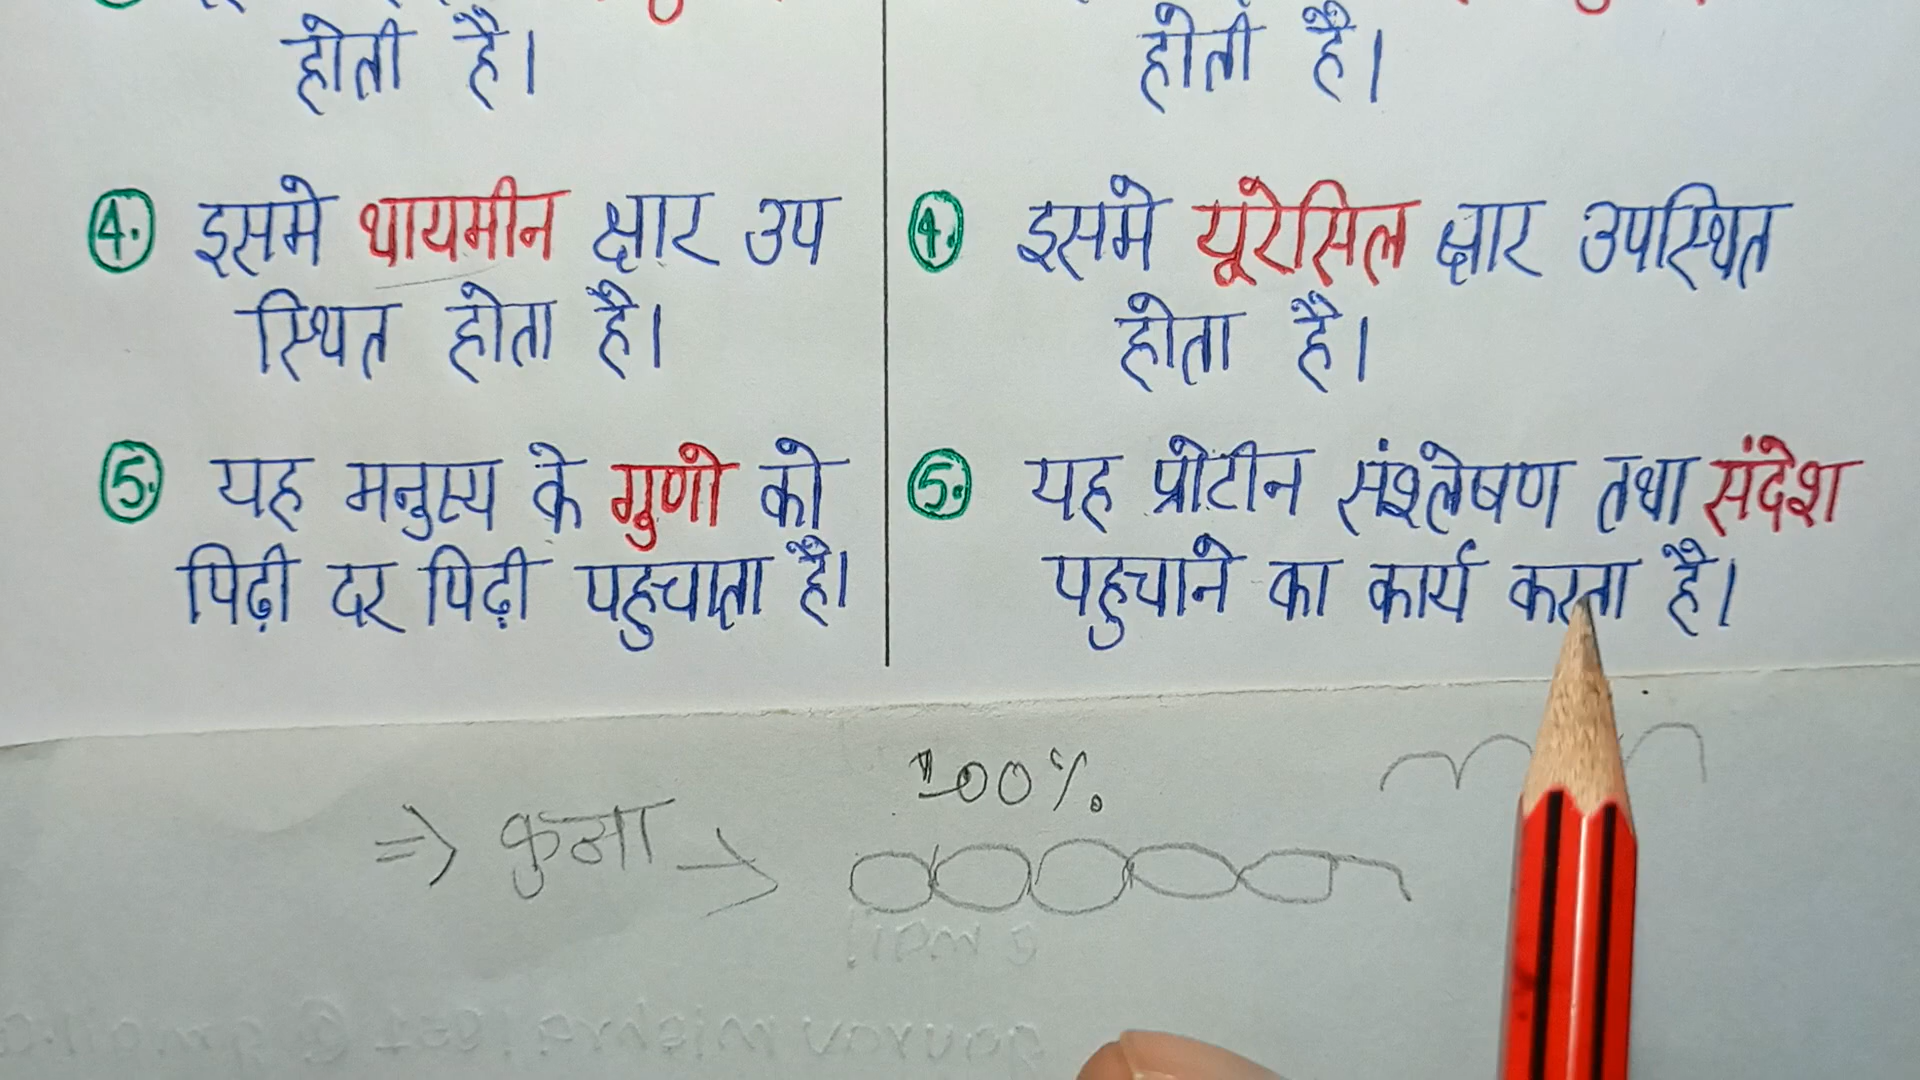 होती है।
④ इसमे थायमीन क्षार उप
स्थित होता है।
⑤ यह मनुष्य के गुणो को
पिढ़ी दर पिढ़ी पहुचाता है।
होती है।
④ इसमे यूरेसिल क्षार उपस्थित
होता है।
⑤ यह प्रोटीन संश्लेषण तथा संदेश
पहुचाने का कार्य करता है।
100%